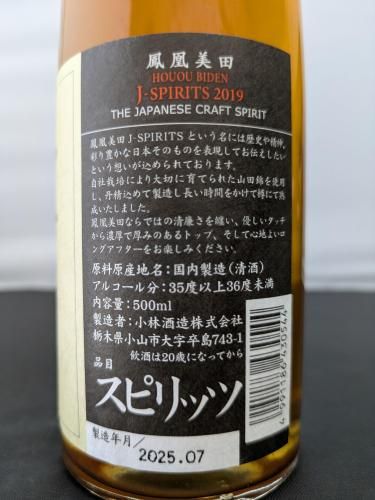 鳳凰美田
HOUOU BIDEN
J-SPIRITS 2019
THE JAPANESE CRAFT SPIRIT
鳳凰美田 J-SPIRITS という名には歴史や精神、
彩り豊かな日本そのものを表現してお伝えしたい
という想いが込められております。
自社栽培により大切に育てられた山田錦を使用
し、丹精込めて製造し長い時間をかけて樽にて熟
成いたしました。
鳳凰美田ならではの清廉さを纏い、優しいタッチ
から濃厚で厚みのあるトップ、そして心地よいロ
ングアフターをお楽しみください。
原料原産地名：国内製造（清酒）
アルコール分：35度以上36度未満
内容量：500ml
製造者：小林酒造株式会社
栃木県小山市大字卒島743-1
飲酒は20歳になってから
品目
スピリッツ
製造年月/
2025.07
4991186430544